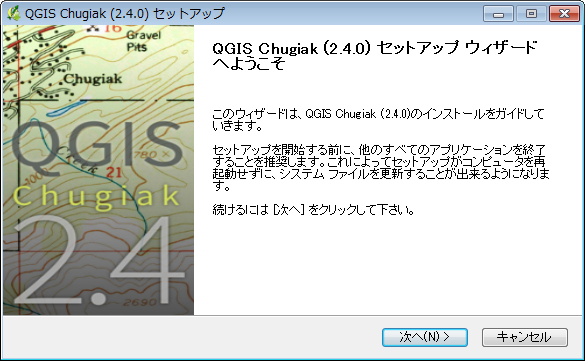 QGIS Chugiak (2.4.0) セットアップ
16
Gravel
Pits
Chugiak
QGIS
780
21
Chugiak
2.4
2690
QGIS Chugiak (2.4.0) セットアップ ウィザード
へようこそ
このウィザードは、QGIS Chugiak (2.4.0)のインストールをガイドして
いきます。
セットアップを開始する前に、他のすべてのアプリケーションを終了
することを推奨します。これによってセットアップがコンピュータを再
起動せずに、システム ファイルを更新することが出来るようになりま
す。
続けるには [次へ] をクリックして下さい。
次へ(N) >
キャンセル